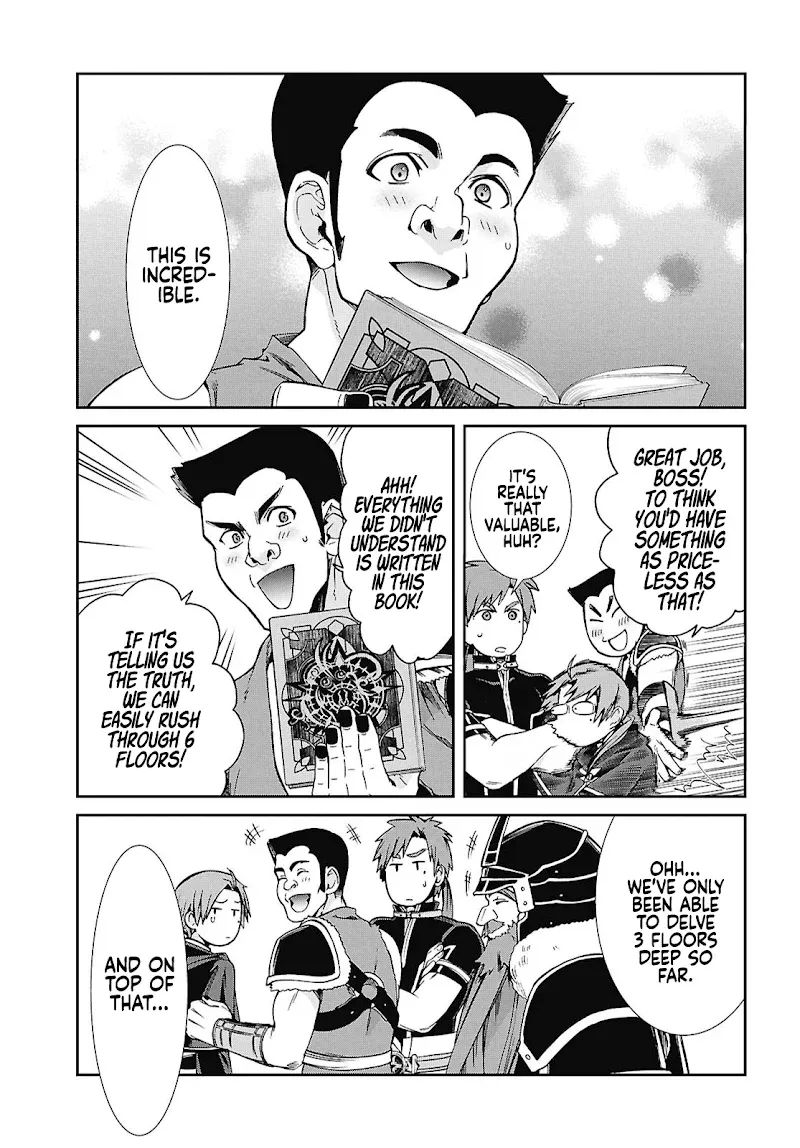 THIS IS
INCRED-
IBLE.
GREAT JOB,
BOSS!
TO THINK
YOU'D HAVE
SOMETHING
AS PRICE-
LESS AS
THAT!
IT'S
REALLY
THAT
VALUABLE,
HUH?
AHH!
EVERYTHING
WE DIDN'T
UNDERSTAND
IS WRITTEN
IN THIS
BOOK!
IF IT'S
TELLING US
THE TRUTH,
WE CAN
EASILY RUSH
THROUGH 6
FLOORS!
OHH...
WE'VE ONLY
BEEN ABLE
TO DELVE
3 FLOORS
DEEP SO
FAR.
AND ON
TOP OF
THAT...